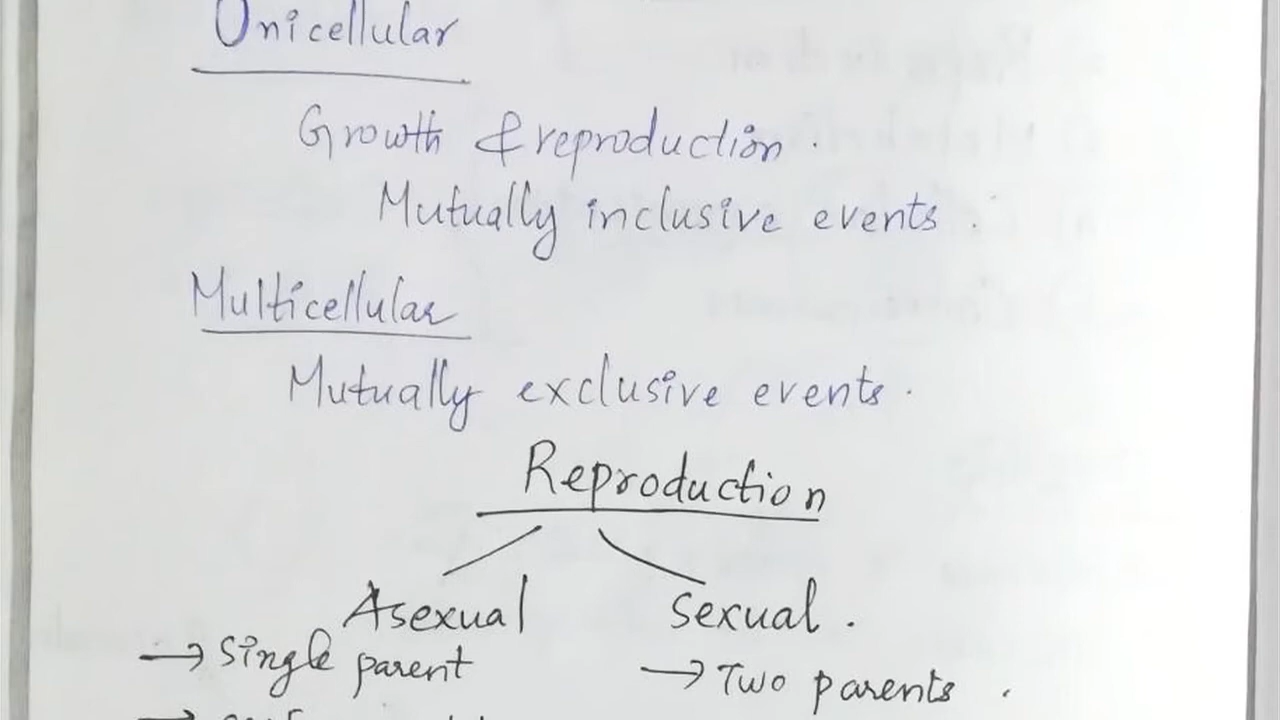 Unicellular
Growth & reproduction.
Mutually inclusive events.
Multicellular
Mutually exclusive events.
Reproduction
Asexual Sexual.
→ Single parent → Two parents.